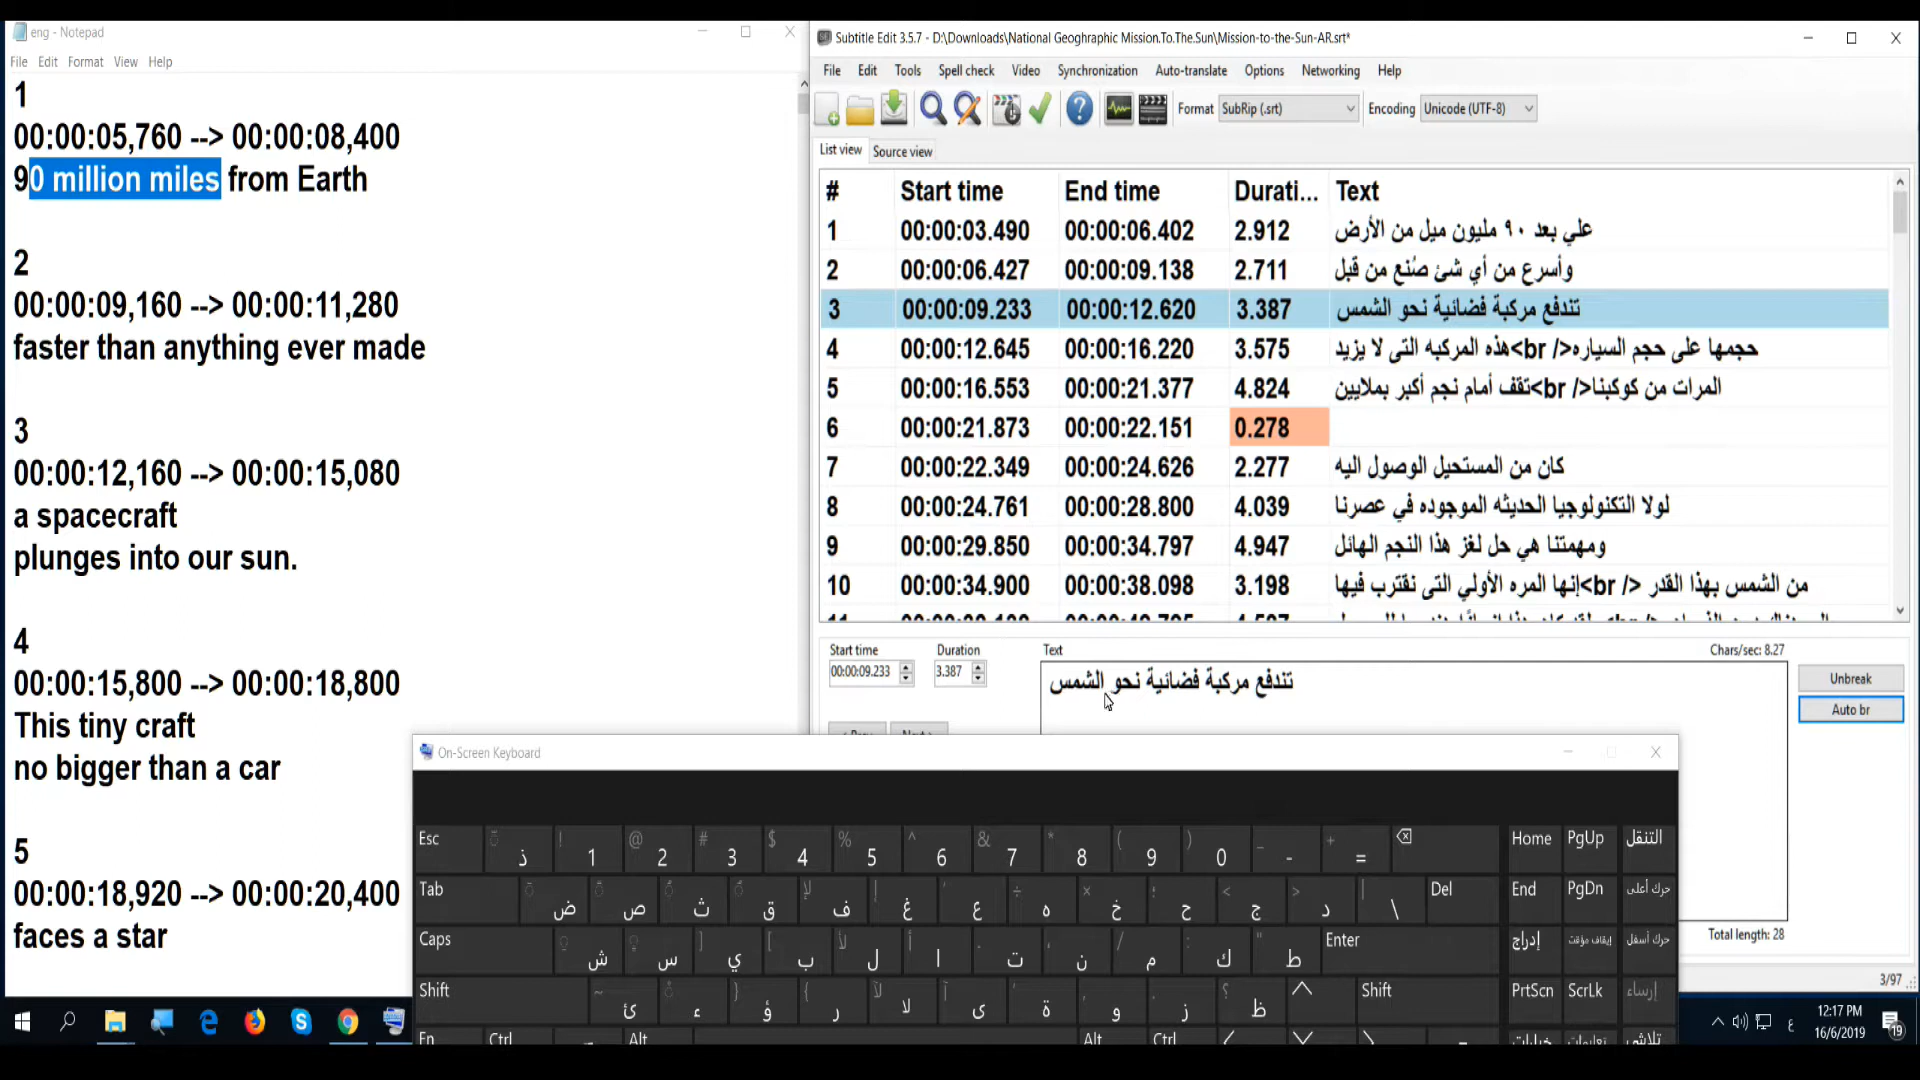 eng - Notepad
File Edit Format View Help
1
00:00:05,760 --> 00:00:08,400
90 million miles from Earth
2
00:00:09,160 --> 00:00:11,280
faster than anything ever made
3
00:00:12,160 --> 00:00:15,080
a spacecraft
plunges into our sun.
4
00:00:15,800 --> 00:00:18,800
This tiny craft
no bigger than a car
5
00:00:18,920 --> 00:00:20,400
faces a star
Subtitle Edit 3.5.7 - D:\Downloads\National Geoghraphic Mission.To.The.Sun\Mission-to-the-Sun-AR.srt*
File Edit Tools Spell check Video Synchronization Auto-translate Options Networking Help
Format SubRip (.srt) Encoding Unicode (UTF-8)
List view Source view
# Start time End time Durati... Text
1 00:00:03.490 00:00:06.402 2.912 علي بعد ٩٠ مليون ميل من الأرض
2 00:00:06.427 00:00:09.138 2.711 وأسرع من أي شئ صُنع من قبل
3 00:00:09.233 00:00:12.620 3.387 تندفع مركبة فضائية نحو الشمس
4 00:00:12.645 00:00:16.220 3.575 هذه المركبه التى لا يزيد<br />حجمها على حجم السياره
5 00:00:16.553 00:00:21.377 4.824 تقف أمام نجم أكبر بملايين<br />المرات من كوكبنا
6 00:00:21.873 00:00:22.151 0.278
7 00:00:22.349 00:00:24.626 2.277 كان من المستحيل الوصول اليه
8 00:00:24.761 00:00:28.800 4.039 لولا التكنولوجيا الحديثه الموجوده في عصرنا
9 00:00:29.850 00:00:34.797 4.947 ومهمتنا هي حل لغز هذا النجم الهائل
10 00:00:34.900 00:00:38.098 3.198 إنها المره الأولي التى نقترب فيها<br /> من الشمس بهذا القدر
Start time Duration Text Chars/sec: 8.27
00:00:09.233 3.387 تندفع مركبة فضائية نحو الشمس
Unbreak
Auto br
Total length: 28
3/97
On-Screen Keyboard
Esc ذ ! 1 @ 2 # 3 $ 4 % 5 ^ 6 & 7 * 8 ( 9 ) 0 _ - + = Home PgUp التنقل
Tab ض ص ث ق ف غ ع ه خ ح ج د \ Del End PgDn حرك أعلى
Caps ش س ي ب ل ا ت ن م ك ط Enter إدراج إيقاف مؤقت حرك أسفل
Shift ئ ء ؤ ر لا ى ة و ز ظ Shift PrtScn ScrLk إرساء
Fn Ctrl Alt Alt Ctrl
12:17 PM
ع 16/6/2019 19